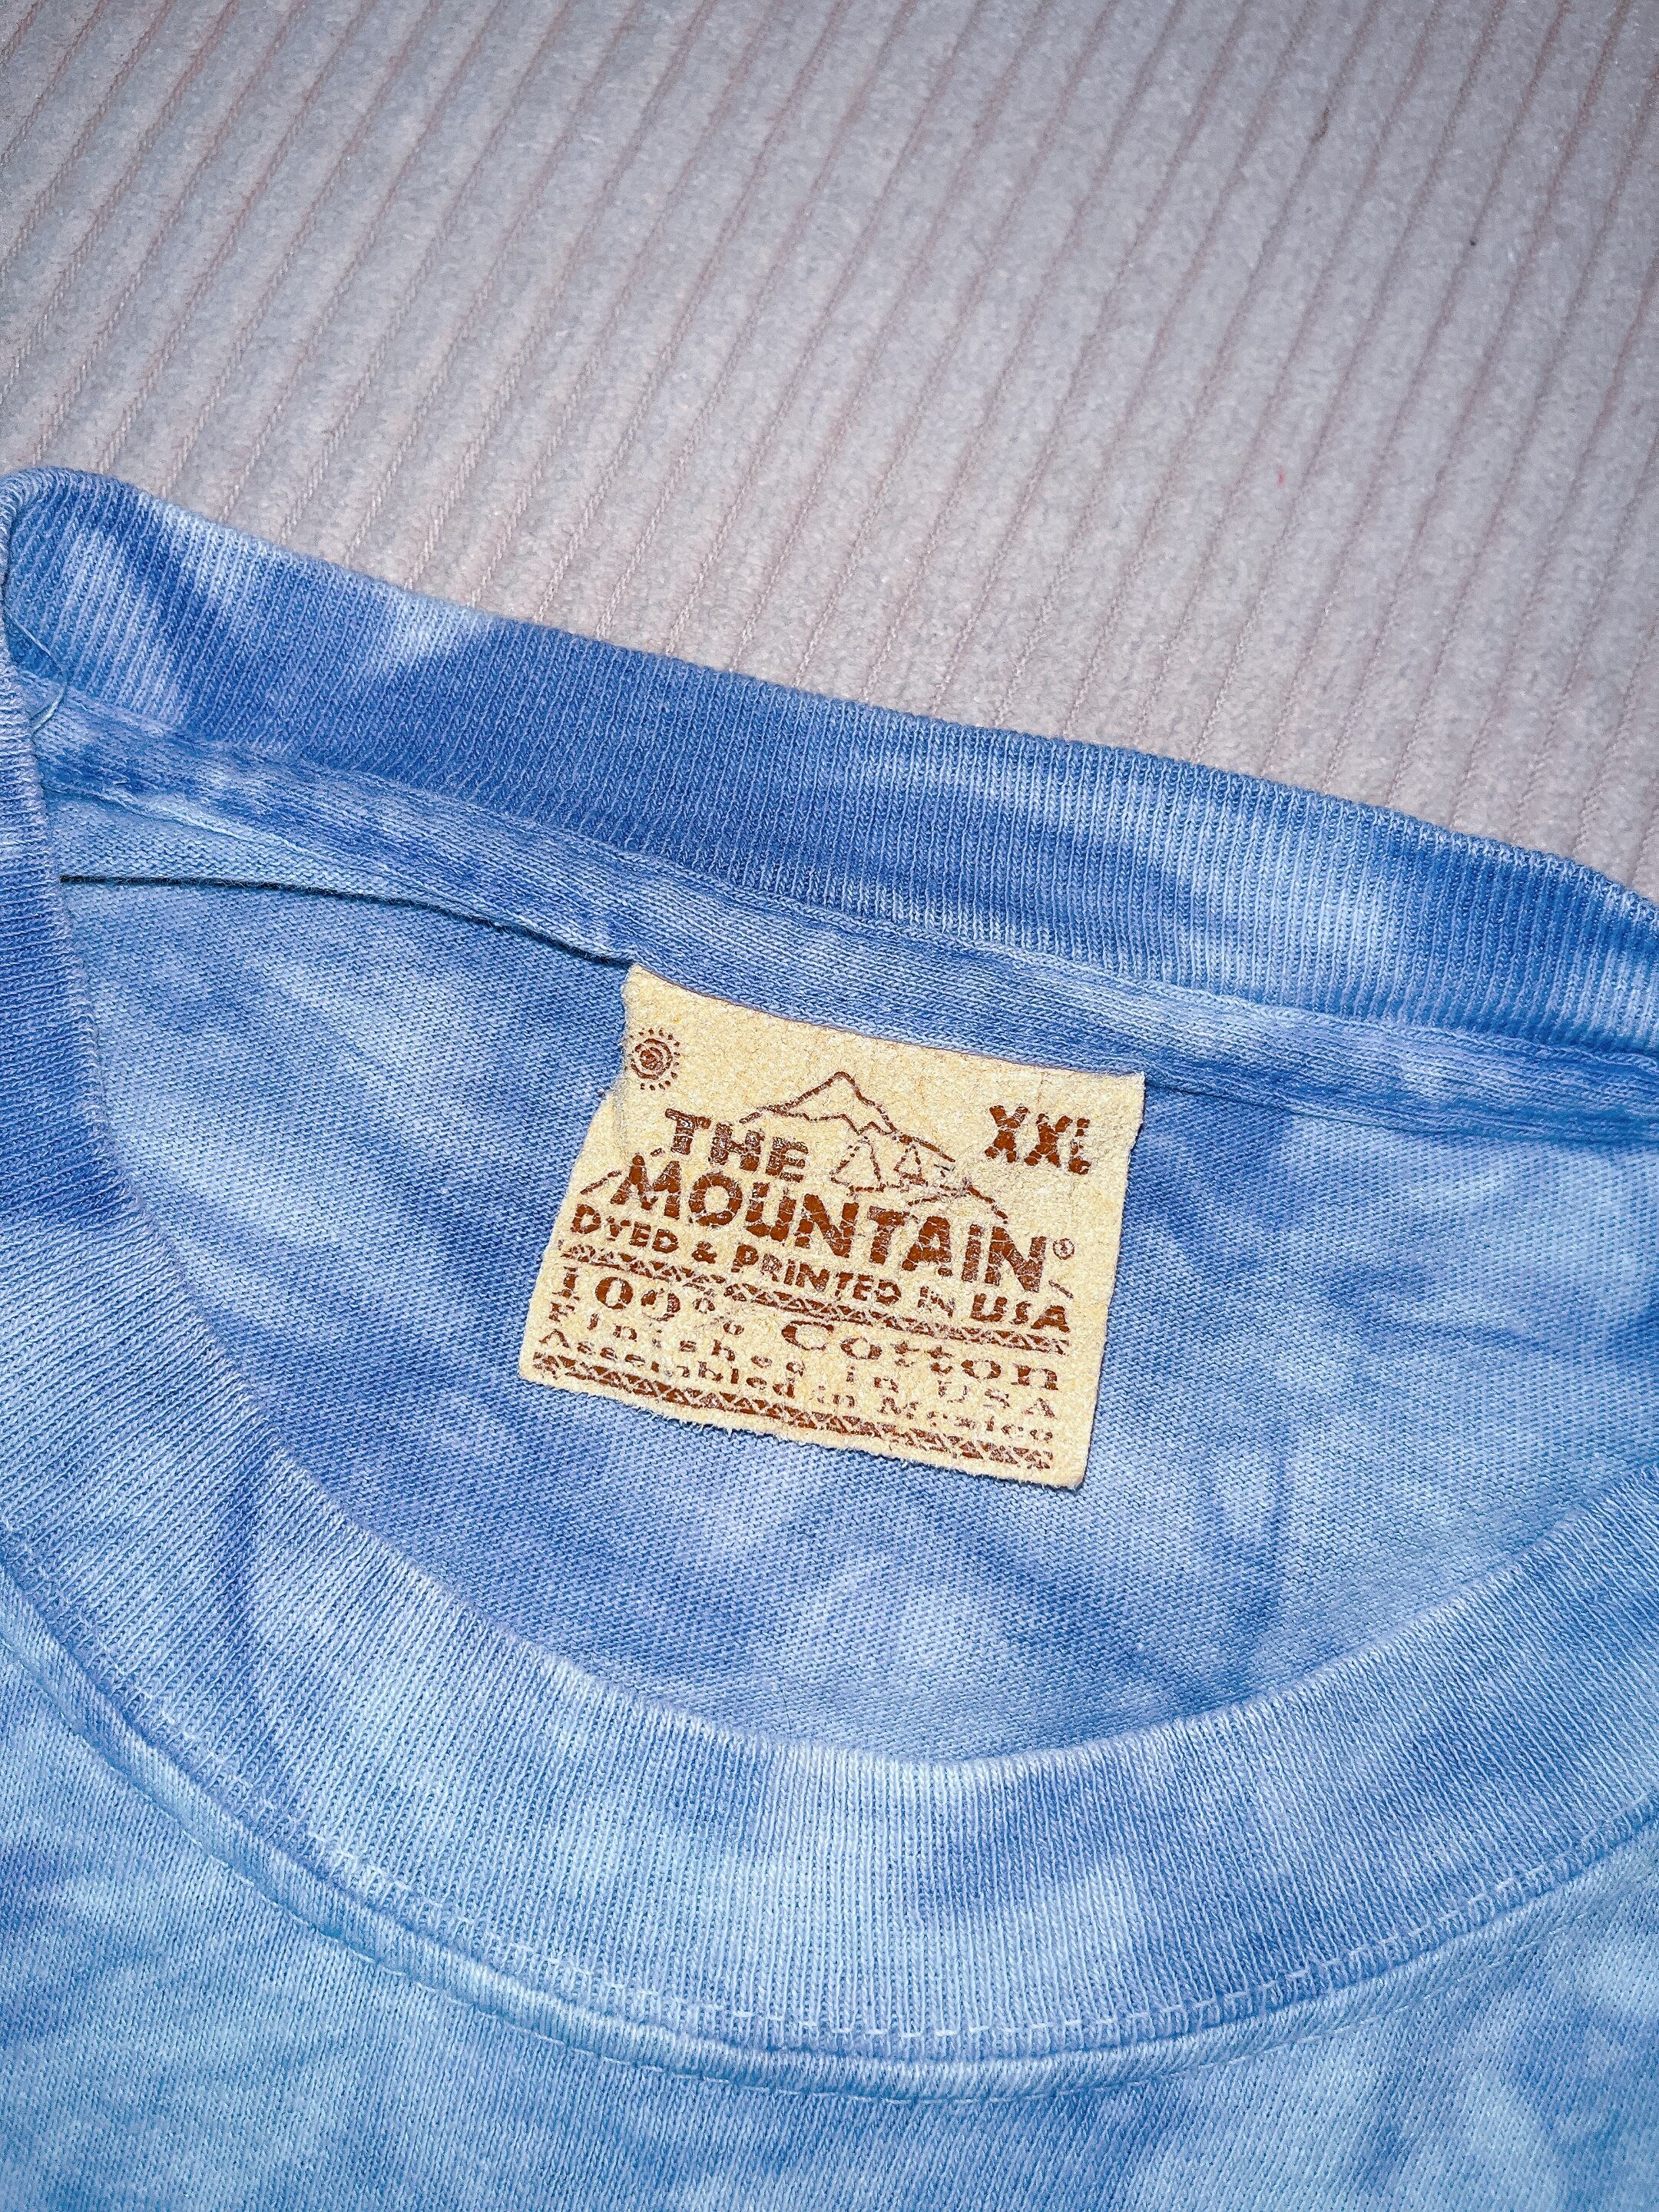 XXL
THE
MOUNTAIN®
DYED & PRINTED IN USA
100% Cotton
Finished in USA
Assembled in Mexico